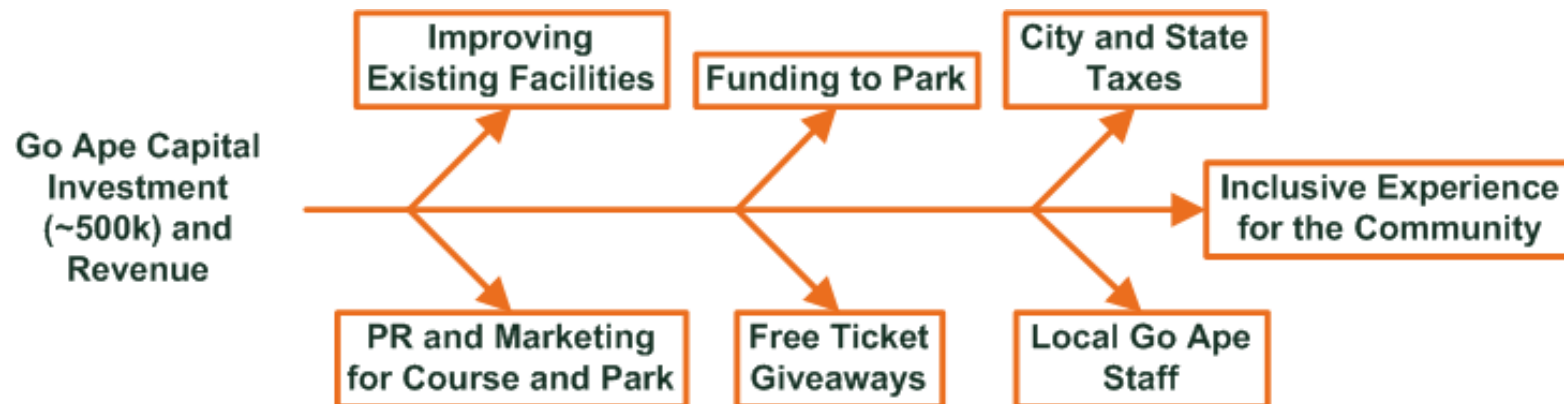 Improving
Existing Facilities
Funding to Park
City and State
Taxes
Go Ape Capital
Investment
(~500k) and
Revenue
Inclusive Experience
for the Community
PR and Marketing
for Course and Park
Free Ticket
Giveaways
Local Go Ape
Staff